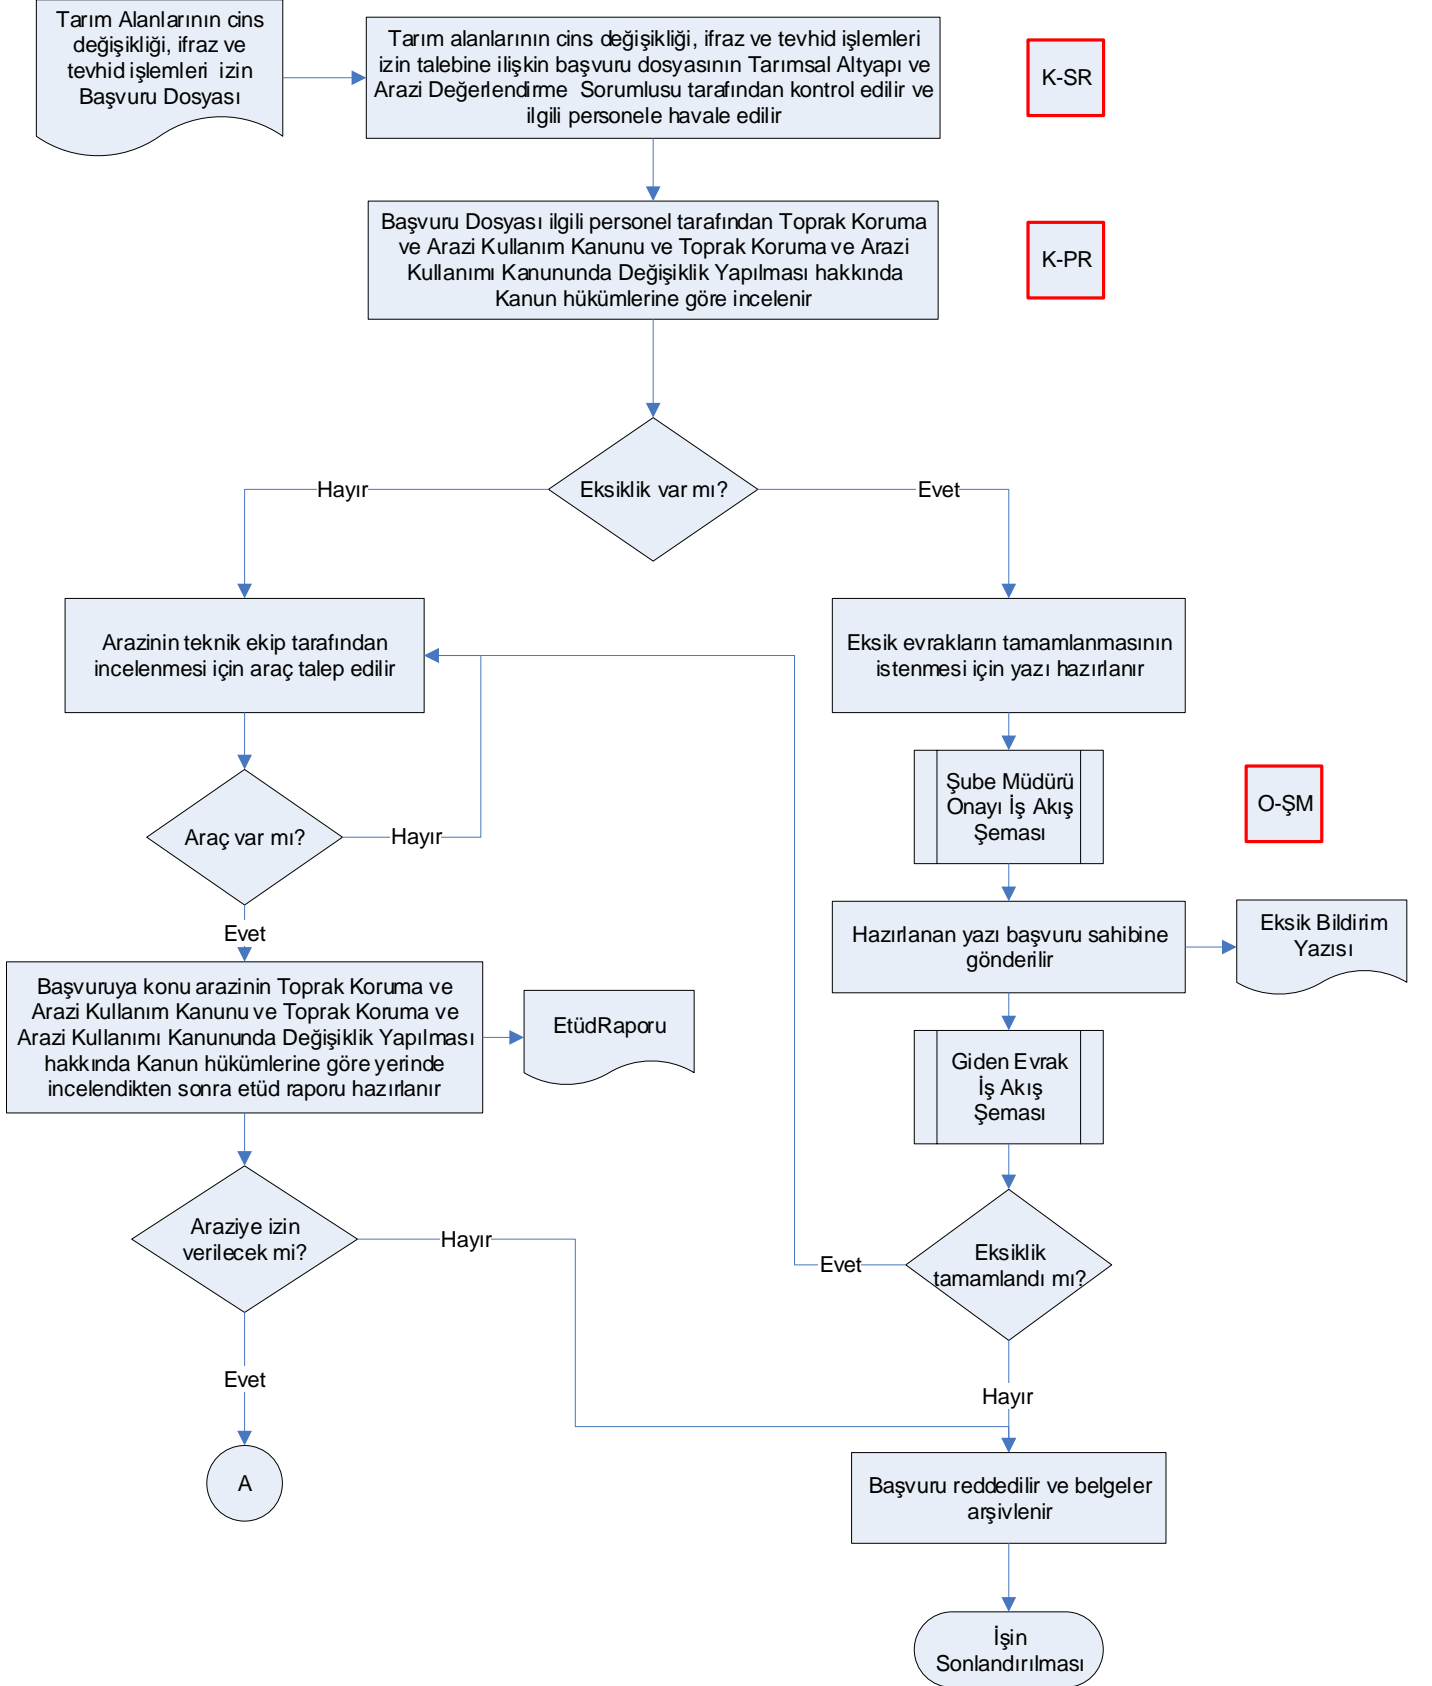 Tarım Alanlarının cins
değişikliği, ifraz ve
tevhid işlemleri izin
Başvuru Dosyası
Tarım alanlarının cins değişikliği, ifraz ve tevhid işlemleri
izin talebine ilişkin başvuru dosyasının Tarımsal Altyapı ve
Arazi Değerlendirme Sorumlusu tarafından kontrol edilir ve
ilgili personele havale edilir
K-SR
Başvuru Dosyası ilgili personel tarafından Toprak Koruma
ve Arazi Kullanım Kanunu ve Toprak Koruma ve Arazi
Kullanımı Kanununda Değişiklik Yapılması hakkında
Kanun hükümlerine göre incelenir
K-PR
Eksiklik var mı?
Hayır
Evet
Arazinin teknik ekip tarafından
incelenmesi için araç talep edilir
Eksik evrakların tamamlanmasının
istenmesi için yazı hazırlanır
Şube Müdürü
Onayı İş Akış
Şeması
O-ŞM
Araç var mı?
Hayır
Evet
Hazırlanan yazı başvuru sahibine
gönderilir
Eksik Bildirim
Yazısı
Başvuruya konu arazinin Toprak Koruma ve
Arazi Kullanım Kanunu ve Toprak Koruma ve
Arazi Kullanımı Kanununda Değişiklik Yapılması
hakkında Kanun hükümlerine göre yerinde
incelendikten sonra etüd raporu hazırlanır
EtüdRaporu
Giden Evrak
İş Akış
Şeması
Araziye izin
verilecek mi?
Hayır
Evet
Eksiklik
tamamlandı mı?
Evet
Hayır
A
Başvuru reddedilir ve belgeler
arşivlenir
İşin
Sonlandırılması